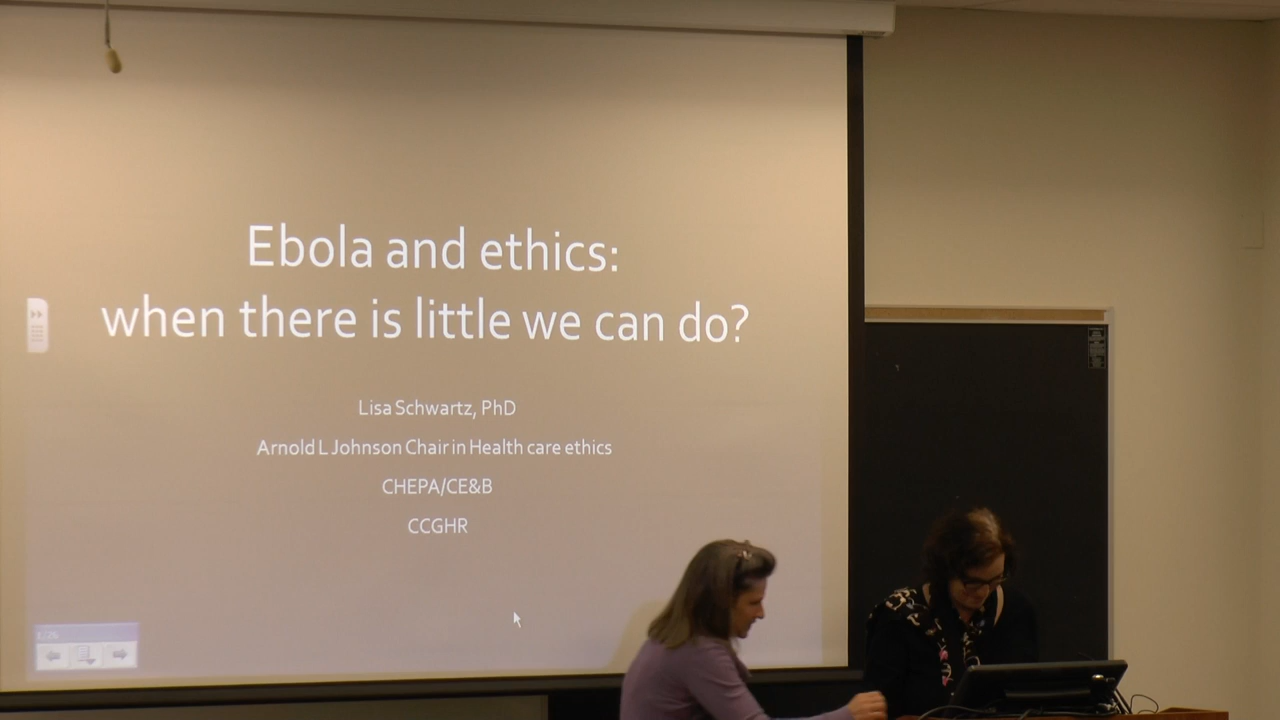 Ebola and ethics:
when there is little we can do?
Lisa Schwartz, PhD
Arnold L Johnson Chair in Health care ethics
CHEPA/CE&B
CCGHR